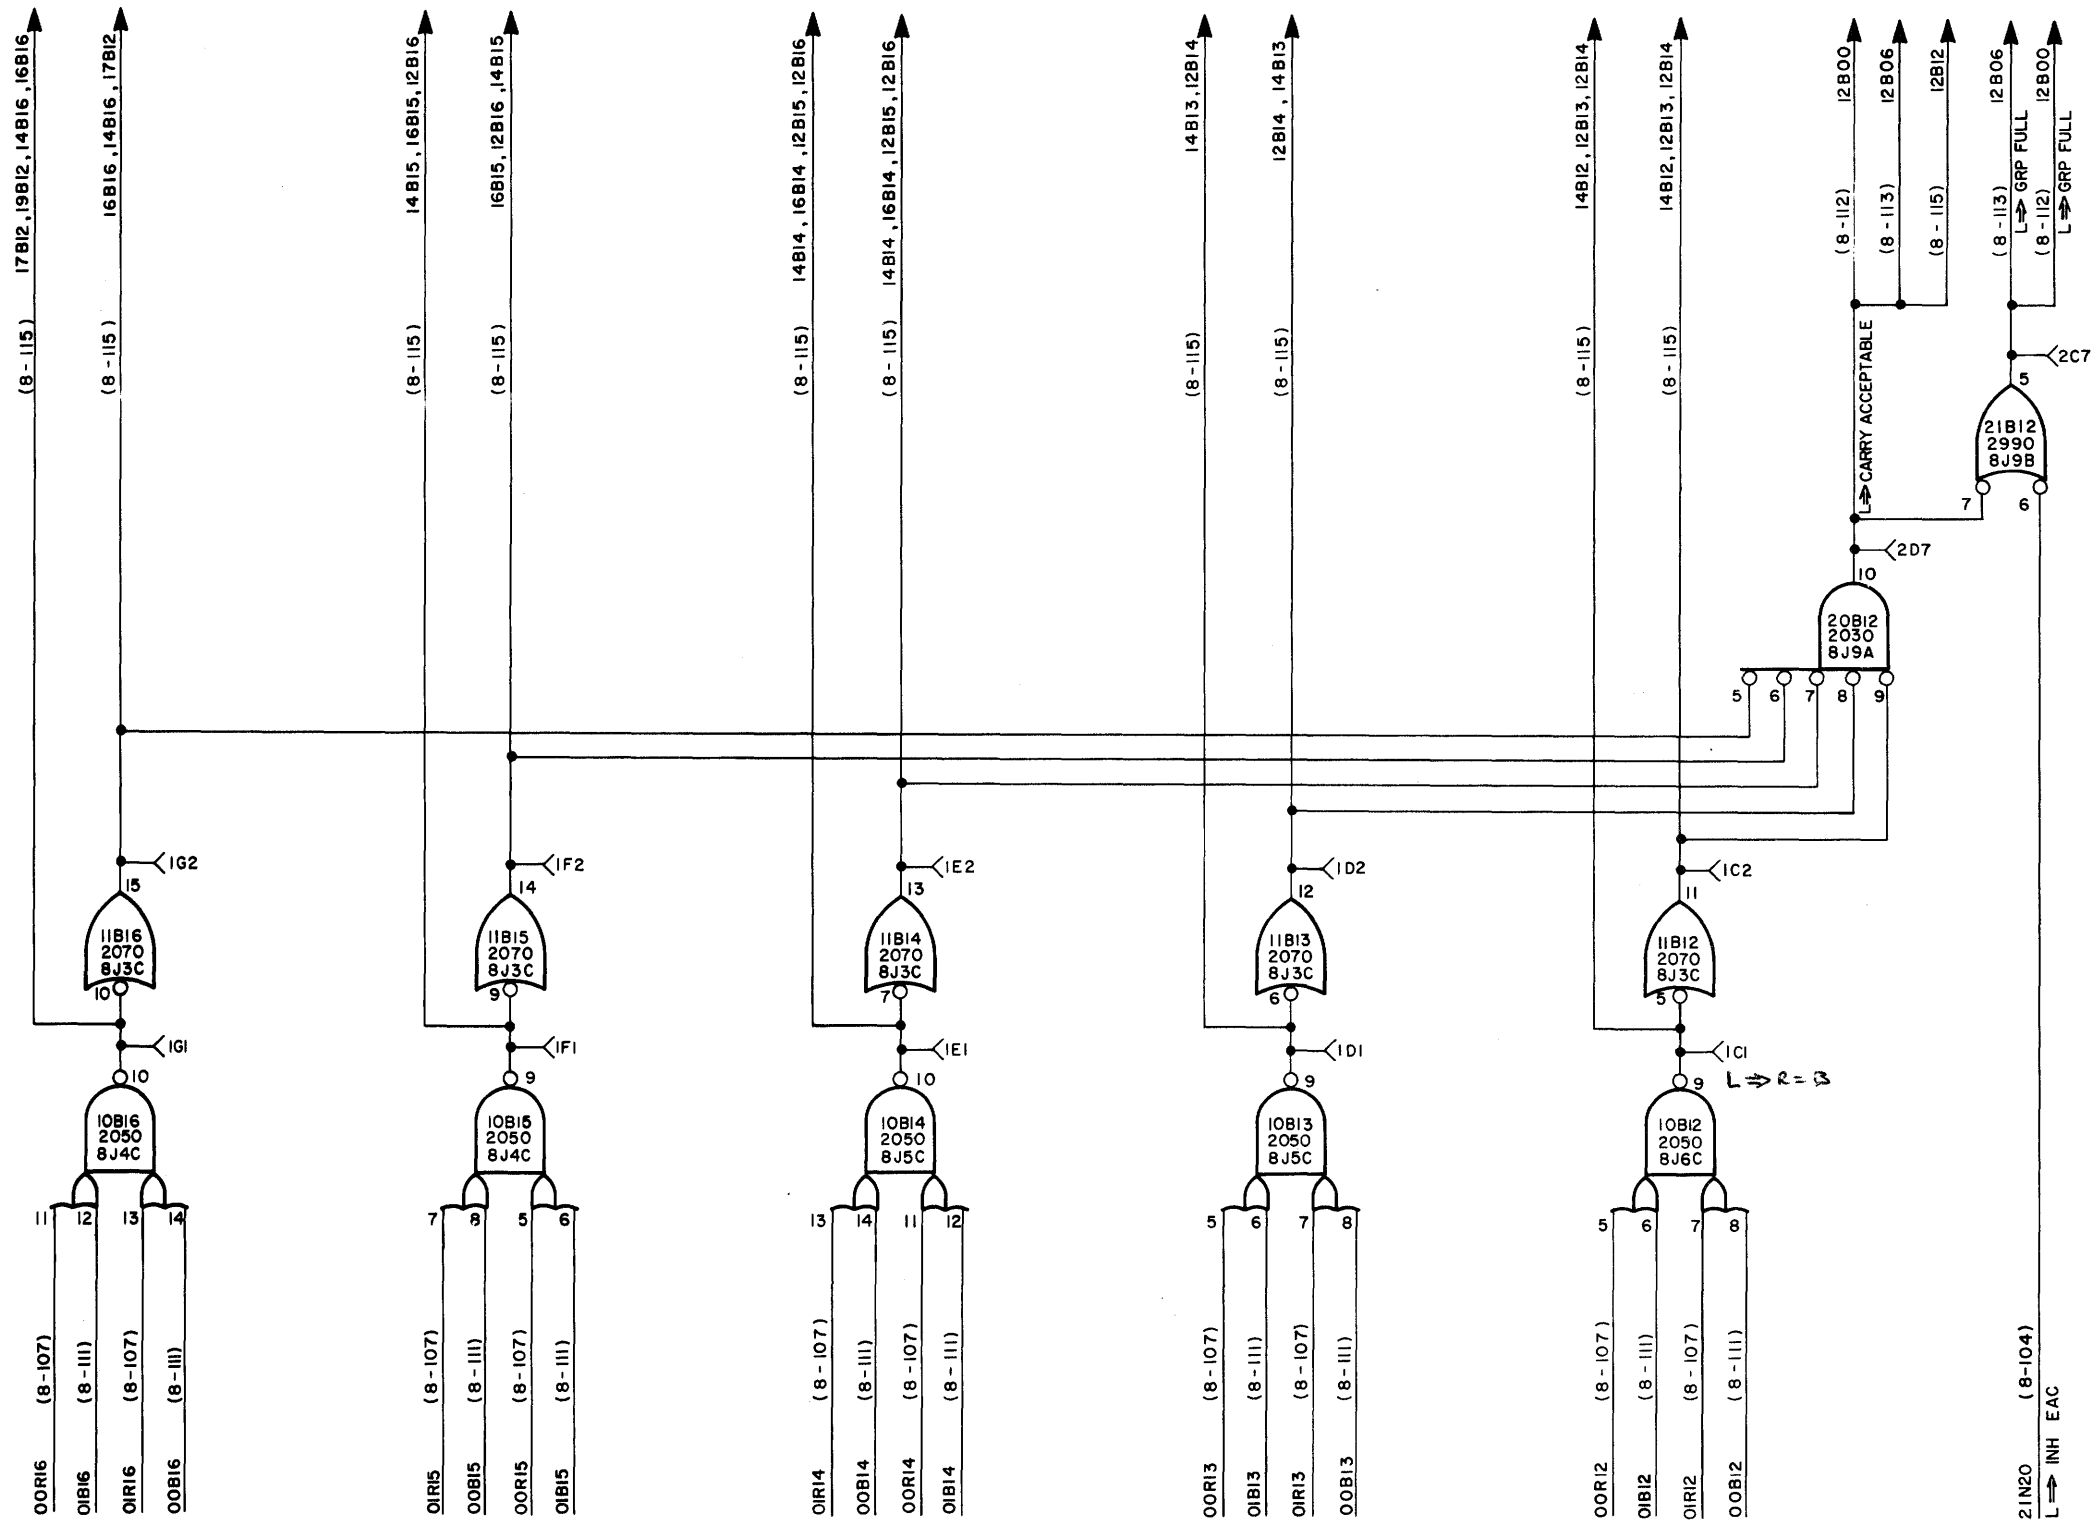 17B12,19B12,14B16,16B16
(8-115)
16B16,14B16,17B12
(8-115)
14B15,16B15,12B16
(8-115)
16B15,12B16,14B15
(8-115)
14B14,16B14,12B15,12B16
(8-115)
14B14,16B14,12B15,12B16
(8-115)
14B13,12B14
(8-115)
12B14,14B13
(8-115)
14B12,12B13,12B14
(8-115)
14B12,12B13,12B14
(8-115)
12B00
(8-112)
12B06
(8-113)
12B12
(8-115)
12B06
(8-113)
L⇒GRP FULL
12B00
(8-112)
L⇒GRP FULL
L⇒CARRY ACCEPTABLE
2C7
5
21B12
2990
8J9B
7
6
2D7
10
20B12
2030
8J9A
5
6
7
8
9
1G2
15
11B16
2070
8J3C
10
1G1
10
10B16
2050
8J4C
11
12
13
14
1F2
14
11B15
2070
8J3C
9
1F1
9
10B15
2050
8J4C
7
8
5
6
1E2
13
11B14
2070
8J3C
7
1E1
10
10B14
2050
8J5C
13
14
11
12
1D2
12
11B13
2070
8J3C
6
1D1
9
10B13
2050
8J5C
5
6
7
8
1C2
11
11B12
2070
8J3C
5
1C1
9
L⇒R=B
10B12
2050
8J6C
5
6
7
8
00R16 (8-107)
01B16 (8-111)
01R16 (8-107)
00B16 (8-111)
01R15 (8-107)
00B15 (8-111)
00R15 (8-107)
01B15 (8-111)
01R14 (8-107)
00B14 (8-111)
00R14 (8-107)
01B14 (8-111)
00R13 (8-107)
01B13 (8-111)
01R13 (8-107)
00B13 (8-111)
00R12 (8-107)
01B12 (8-111)
01R12 (8-107)
00B12 (8-111)
21N20 (8-104)
L⇒ INH EAC